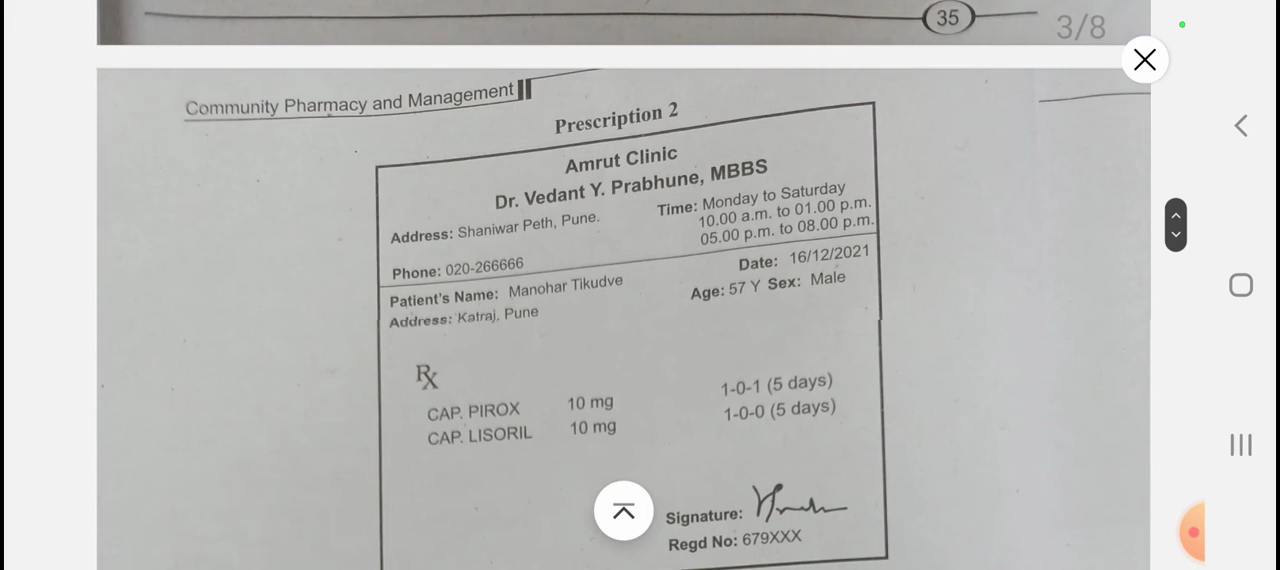 35
3/8
Community Pharmacy and Management
Prescription 2
Amrut Clinic
Dr. Vedant Y. Prabhune, MBBS
Address: Shaniwar Peth, Pune.
Time: Monday to Saturday
10.00 a.m. to 01.00 p.m.
05.00 p.m. to 08.00 p.m.
Phone: 020-266666
Date: 16/12/2021
Patient's Name: Manohar Tikudve
Age: 57 Y Sex: Male
Address: Katraj, Pune
Rx
CAP. PIROX 10 mg 1-0-1 (5 days)
CAP. LISORIL 10 mg 1-0-0 (5 days)
Signature:
Regd No: 679XXX